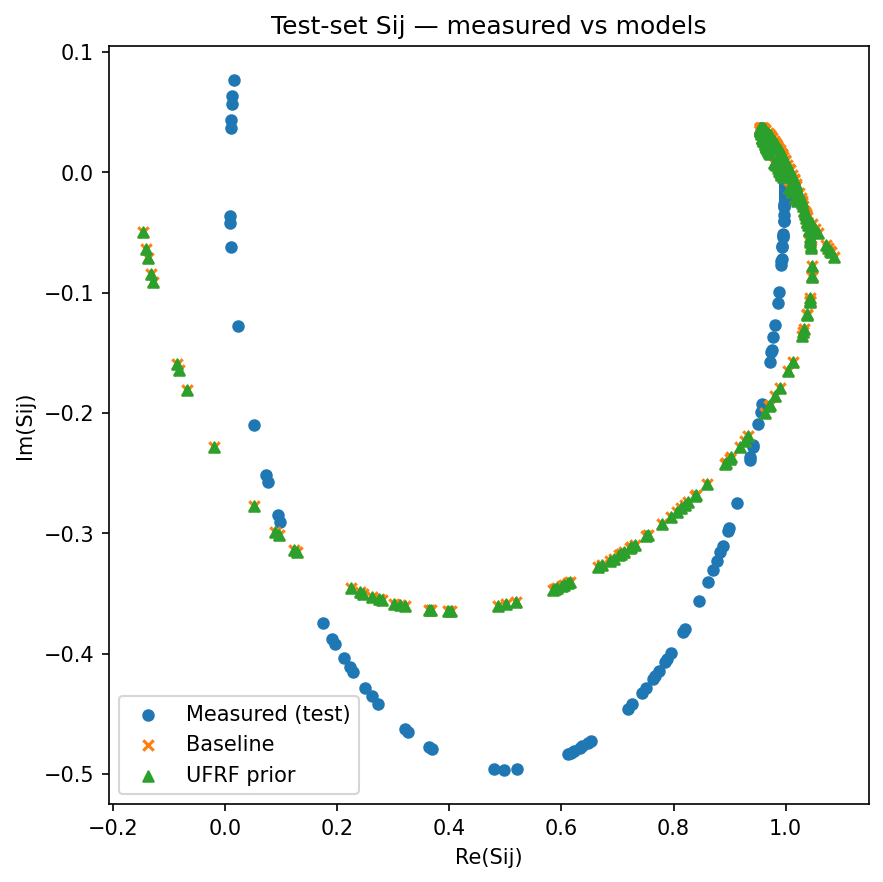 Test-set Sij — measured vs models
0.1
0.0
−0.1
−0.2
−0.3
−0.4
−0.5
Im(Sij)
Measured (test)
Baseline
UFRF prior
−0.2 0.0 0.2 0.4 0.6 0.8 1.0
Re(Sij)